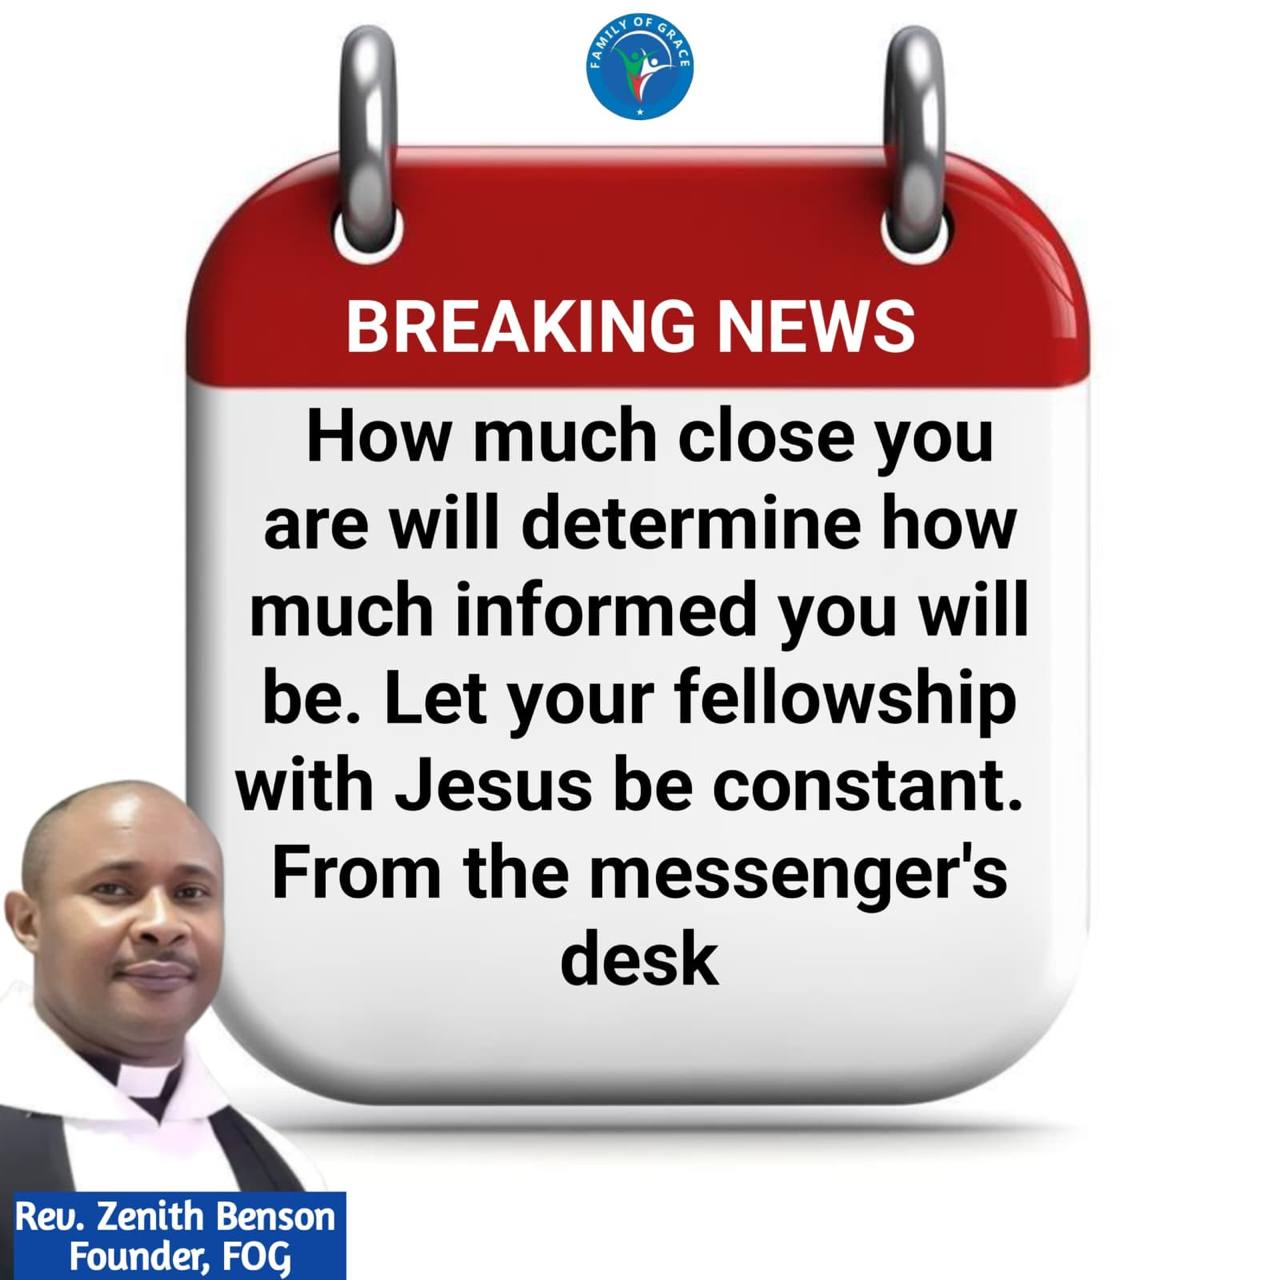 FAMILY OF GRACE
BREAKING NEWS
How much close you
are will determine how
much informed you will
be. Let your fellowship
with Jesus be constant.
From the messenger's
desk
Rev. Zenith Benson
Founder, FOG